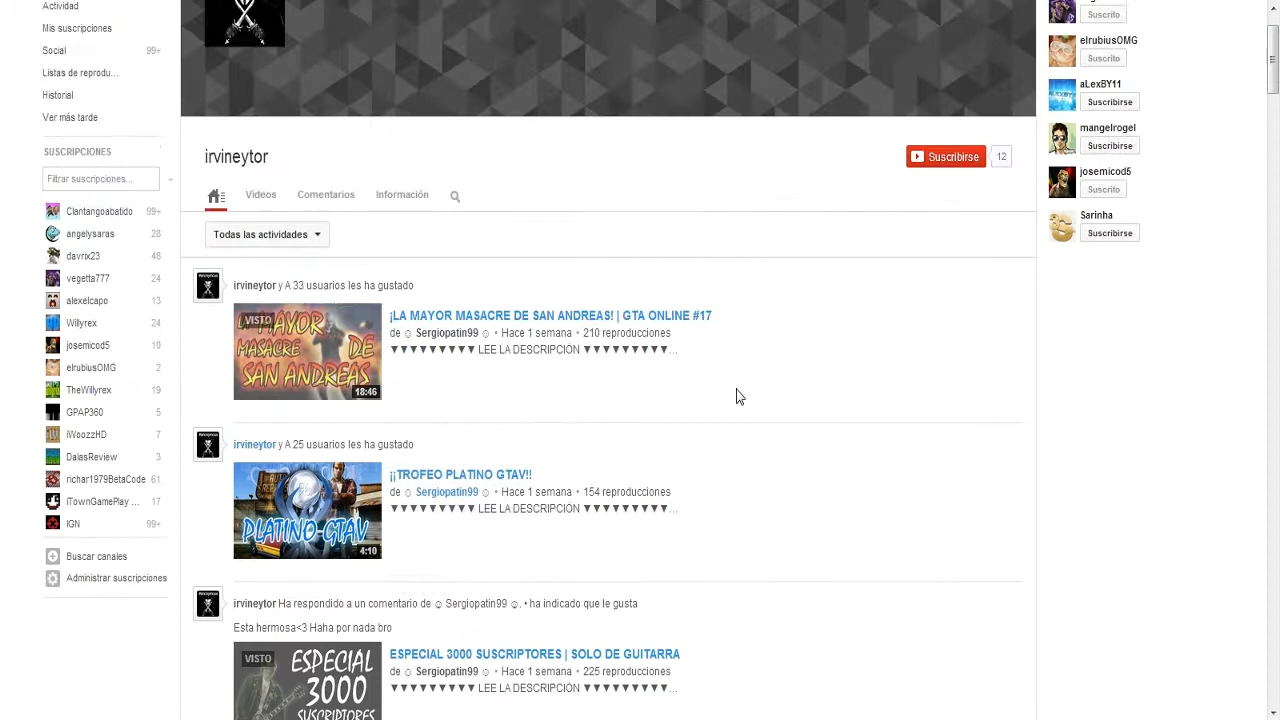 Actividad
Mis suscripciones
Social 99+
Listas de reprodu...
Historial
Ver más tarde
SUSCRIPCIONES
Filtrar suscripciones...
Clantangoabatido 99+
angelysaras 28
davrix23 48
vegetta777 24
alexelcapo 13
Willyrex 24
josemicod5 10
elrubiusOMG 2
TheWillyrex 19
GPAP360 5
iWoozzHD 7
DalasReview 3
richar1979BetaCode 61
iTownGamePlay ... 17
IGN 99+
Buscar canales
Administrar suscripciones
irvineytor
Suscribirse 12
Vídeos Comentarios Información
Todas las actividades
irvineytor y A 33 usuarios les ha gustado
VISTO
MAYOR
MASACRE DE
SAN ANDREAS
18:46
¡LA MAYOR MASACRE DE SAN ANDREAS! | GTA ONLINE #17
de ☺ Sergiopatin99 ☺ • Hace 1 semana • 210 reproducciones
▼▼▼▼▼▼▼▼▼ LEE LA DESCRIPCIÓN ▼▼▼▼▼▼▼▼▼...
irvineytor y A 25 usuarios les ha gustado
PLATINO GTAV
4:10
¡¡TROFEO PLATINO GTAV!!
de ☺ Sergiopatin99 ☺ • Hace 1 semana • 154 reproducciones
▼▼▼▼▼▼▼▼▼ LEE LA DESCRIPCIÓN ▼▼▼▼▼▼▼▼▼...
irvineytor Ha respondido a un comentario de ☺ Sergiopatin99 ☺. • ha indicado que le gusta
Esta hermosa<3 Haha por nada bro
VISTO
ESPECIAL
3000
SUSCRIPTORES
ESPECIAL 3000 SUSCRIPTORES | SOLO DE GUITARRA
de ☺ Sergiopatin99 ☺ • Hace 1 semana • 225 reproducciones
▼▼▼▼▼▼▼▼▼ LEE LA DESCRIPCIÓN ▼▼▼▼▼▼▼▼▼...
Suscrito
elrubiusOMG
Suscrito
aLexBY11
Suscribirse
mangelrogel
Suscribirse
josemicod5
Suscrito
Sarinha
Suscribirse